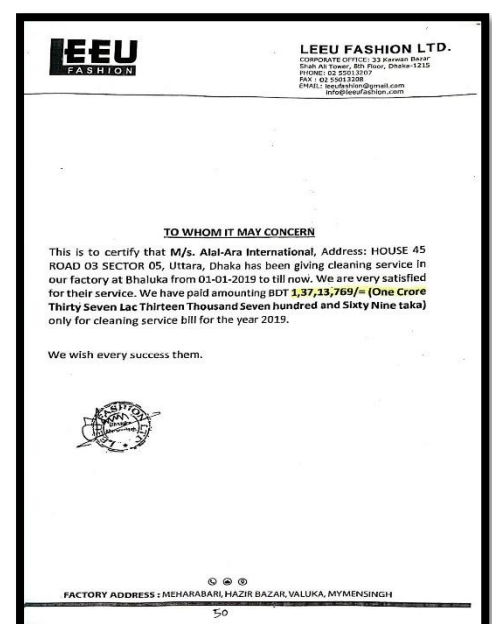 LEEU
FASHION
LEEU FASHION LTD.
CORPORATE OFFICE: 33 Karwan Bazar
Shah Ali Tower, 8th Floor, Dhaka-1215
PHONE: 02 55013207
FAX : 02 55013208
EMAIL: leeufashion@gmail.com
info@leeufashion.com
TO WHOM IT MAY CONCERN
This is to certify that M/s. Alal-Ara International, Address: HOUSE 45
ROAD 03 SECTOR 05, Uttara, Dhaka has been giving cleaning service in
our factory at Bhaluka from 01-01-2019 to till now. We are very satisfied
for their service. We have paid amounting BDT 1,37,13,769/= (One Crore
Thirty Seven Lac Thirteen Thousand Seven hundred and Sixty Nine taka)
only for cleaning service bill for the year 2019.
We wish every success them.
LEEU FASHION LTD
FACTORY ADDRESS : MEHARABARI, HAZIR BAZAR, VALUKA, MYMENSINGH
50